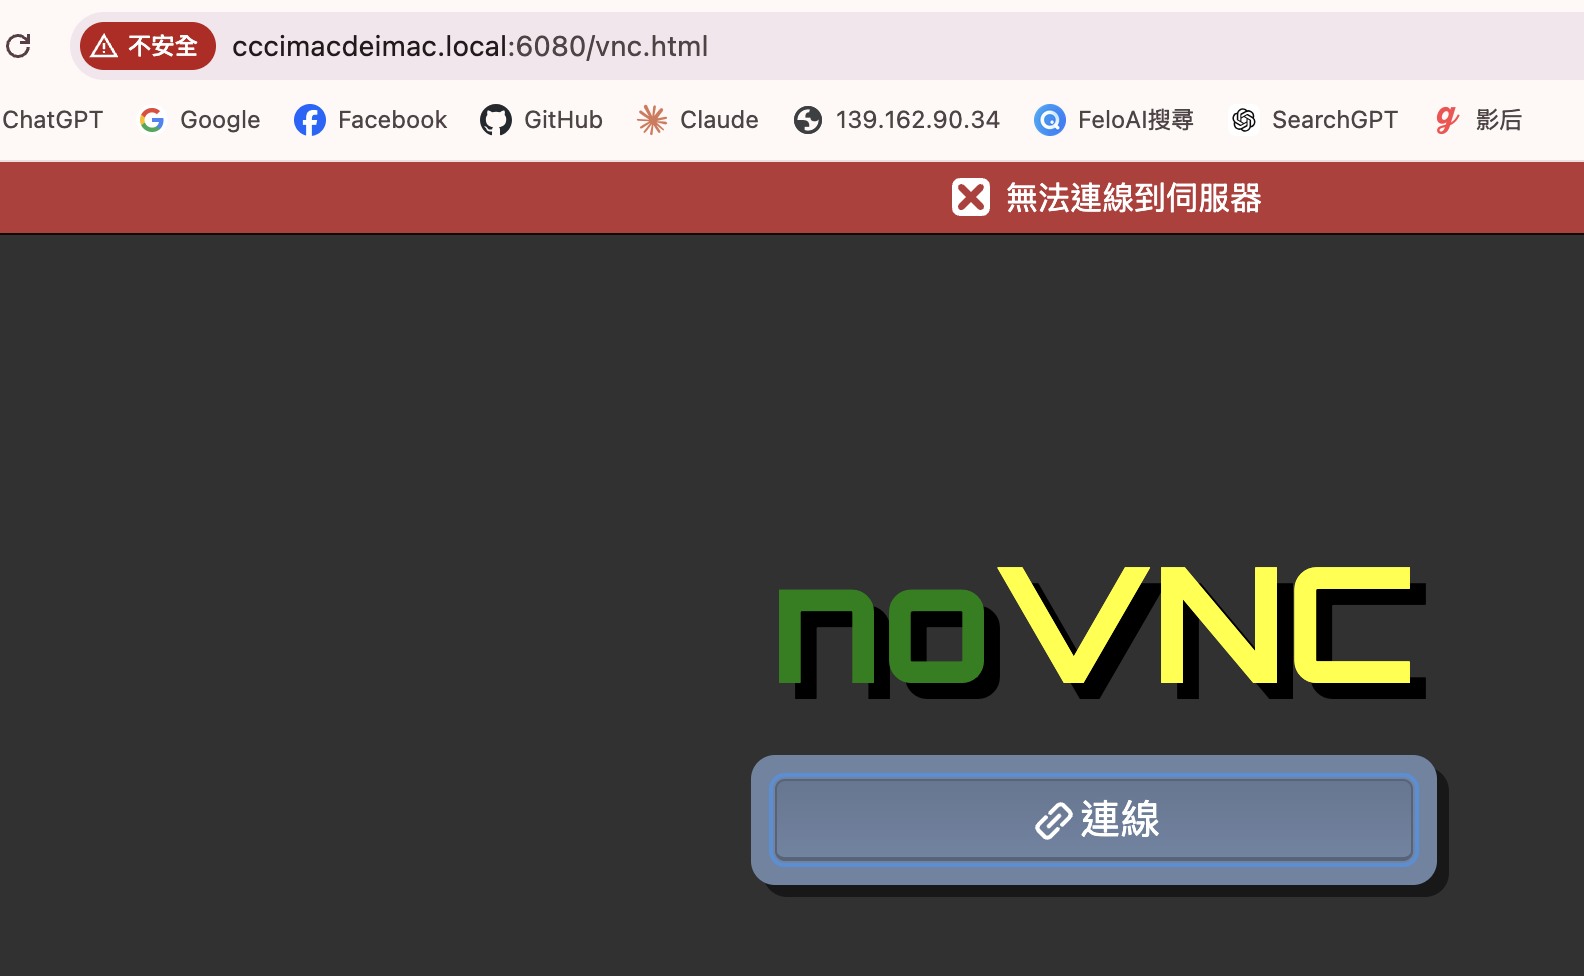 不安全 cccimacdeimac.local:6080/vnc.html
ChatGPT Google Facebook GitHub Claude 139.162.90.34 FeloAI搜尋 SearchGPT 影后
無法連線到伺服器
noVNC
連線